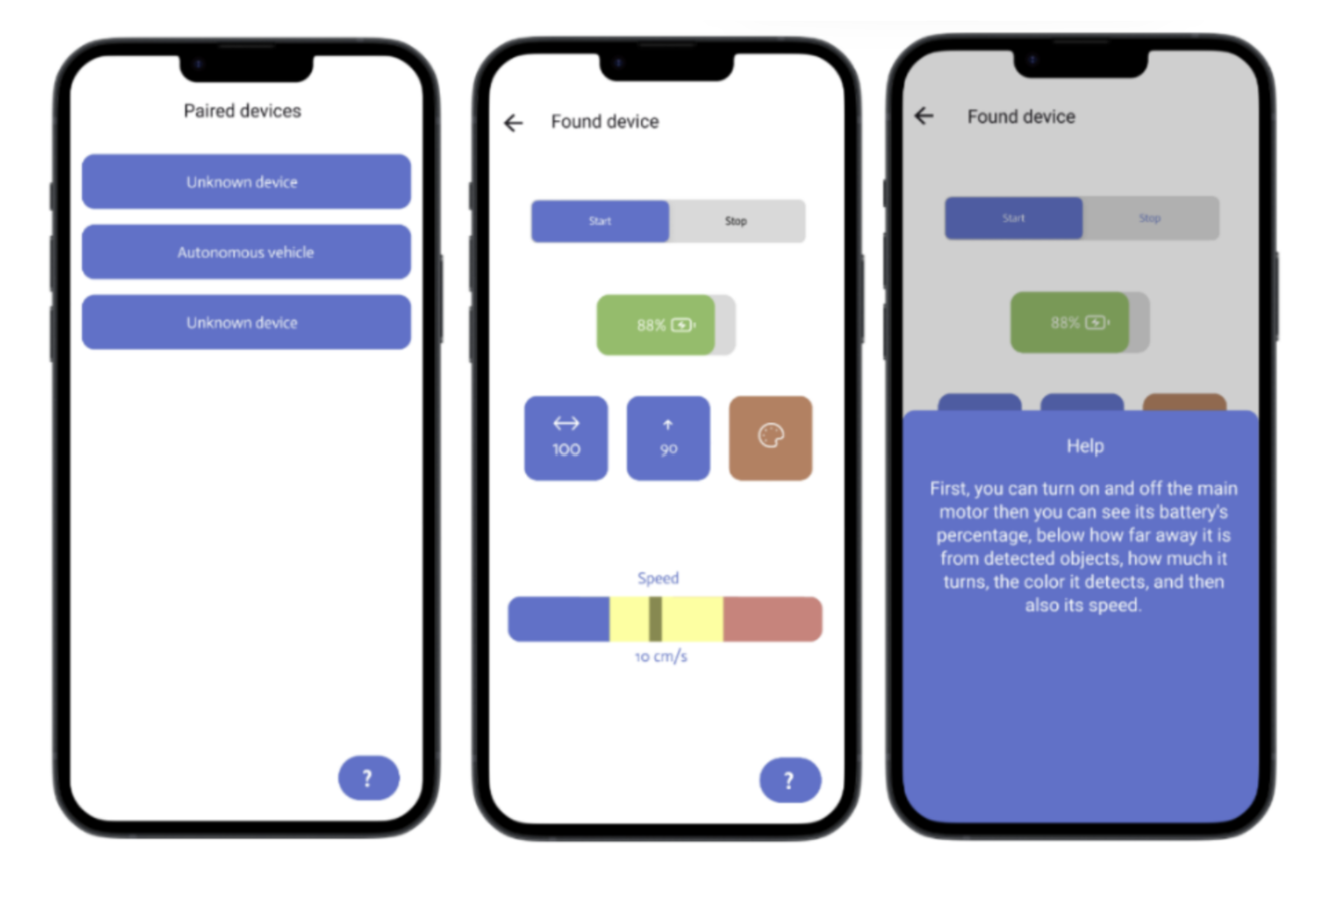 Paired devices
Unknown device
Autonomous vehicle
Unknown device
?
Found device
Start
Stop
88%
100
90
Speed
10 cm/s
?
Found device
Start
Stop
88%
Help
First, you can turn on and off the main
motor then you can see its battery's
percentage, below how far away it is
from detected objects, how much it
turns, the color it detects, and then
also its speed.